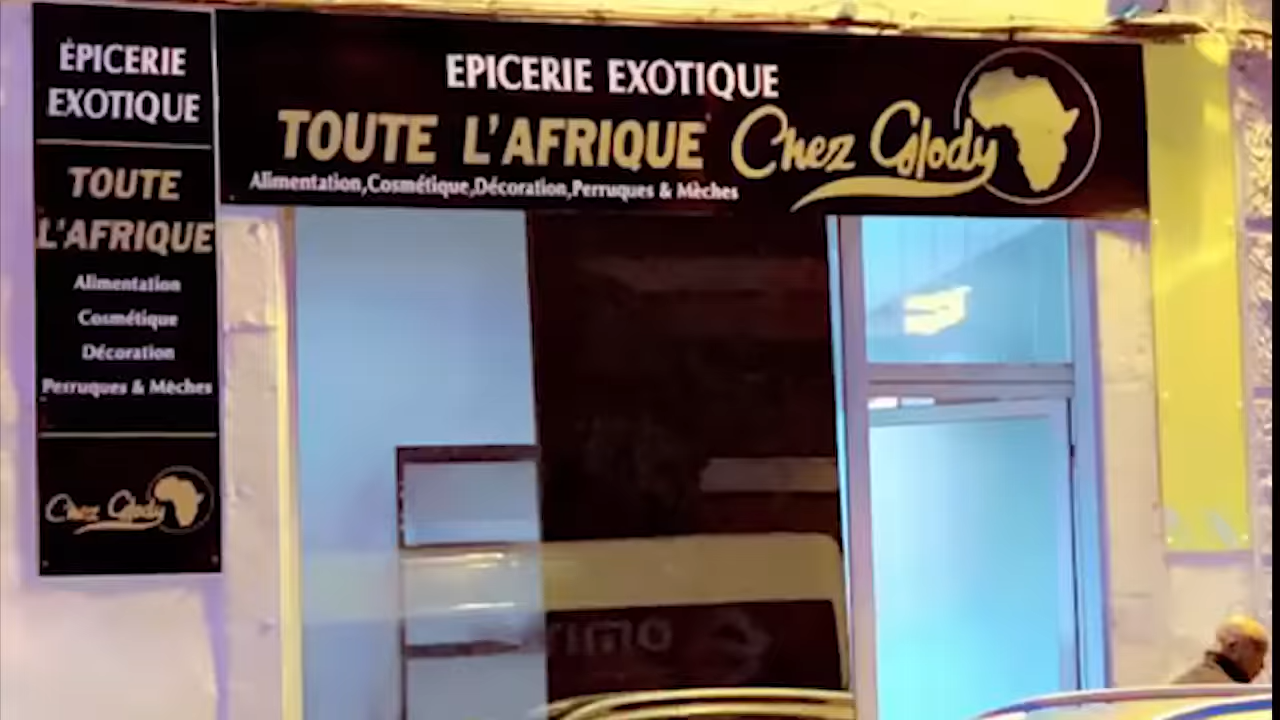 ÉPICERIE
EXOTIQUE
TOUTE
L'AFRIQUE
Alimentation
Cosmétique
Décoration
Perruques & Mèches
Chez Glody
EPICERIE EXOTIQUE
TOUTE L'AFRIQUE Chez Glody
Alimentation,Cosmétique,Décoration,Perruques & Mèches